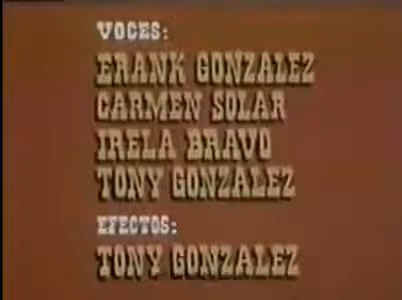 VOCES:
FRANK GONZALEZ
CARMEN SOLAR
IRELA BRAVO
TONY GONZALEZ
EFECTOS:
TONY GONZALEZ